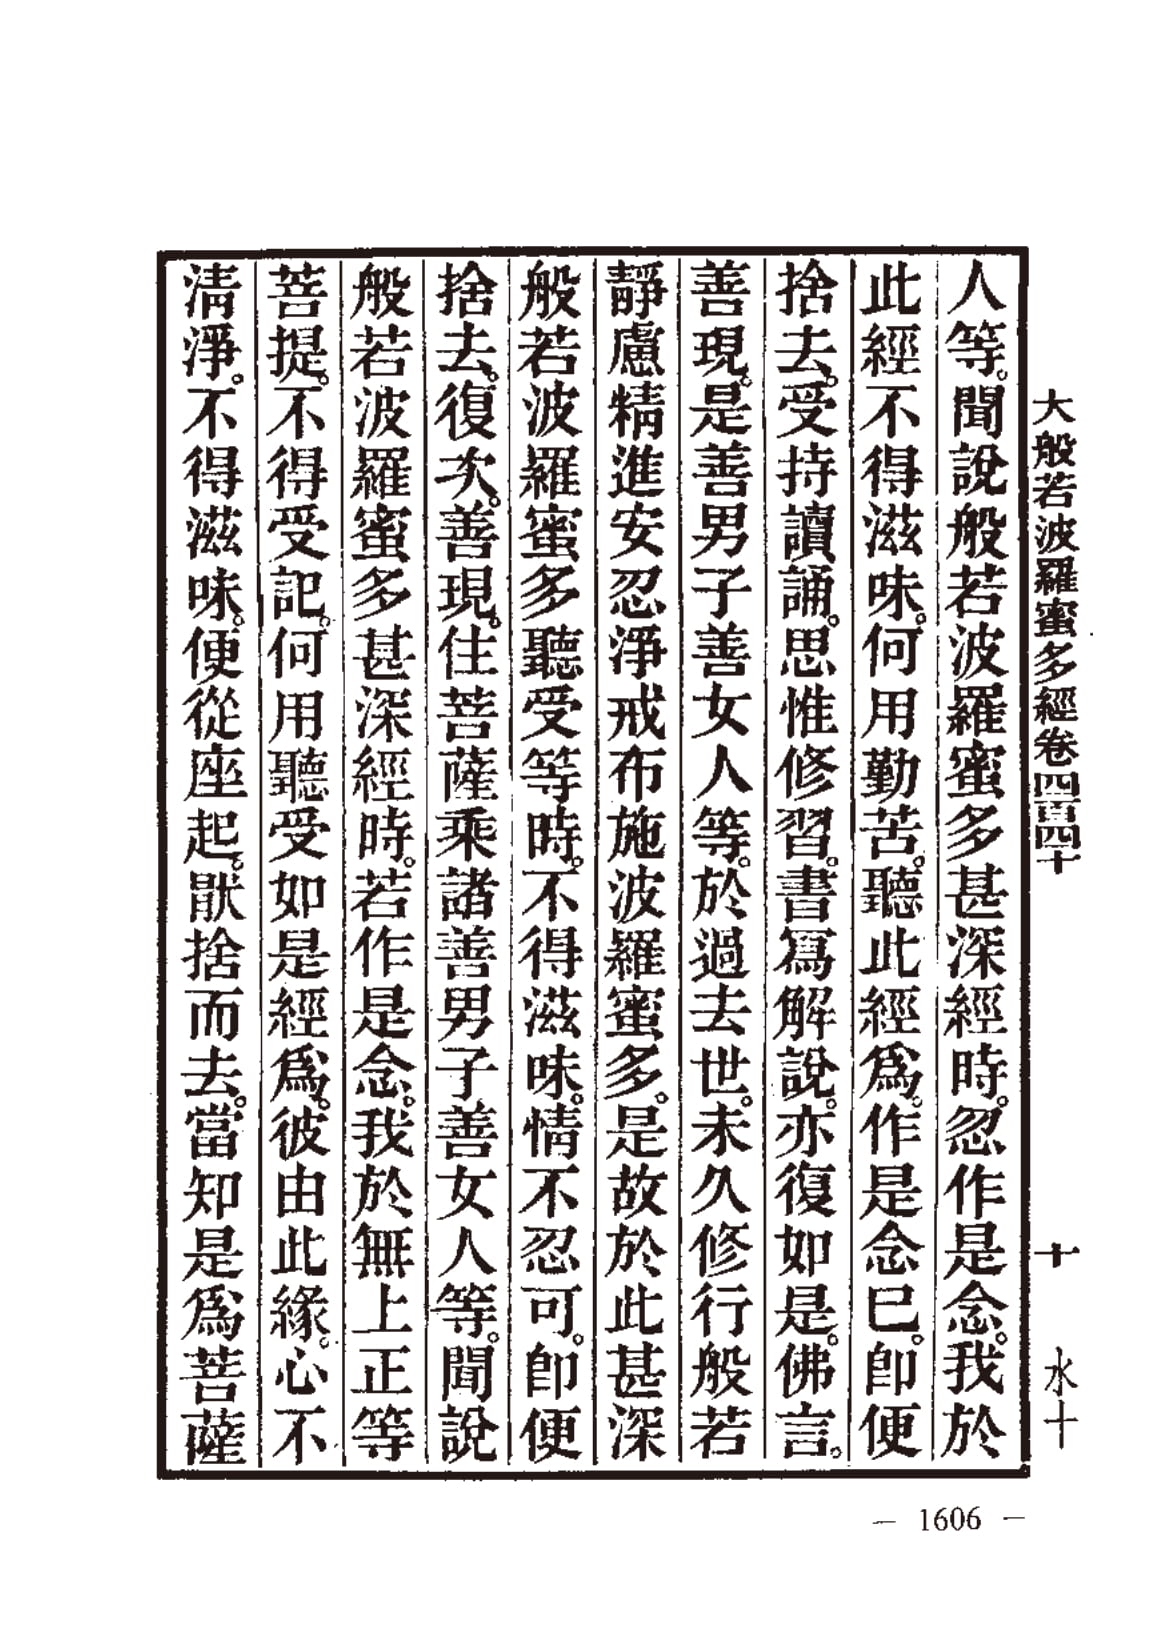 大般若波羅蜜多經卷四百四十　十　水十
人等。聞說般若波羅蜜多甚深經時。忽作是念。我於
此經不得滋味。何用勤苦。聽此經爲。作是念已。卽便
捨去。受持讀誦。思惟修習。書寫解說。亦復如是。佛言。
善現。是善男子善女人等。於過去世。未久修行般若
靜慮精進安忍淨戒布施波羅蜜多。是故於此甚深
般若波羅蜜多聽受等時。不得滋味。情不忍可。卽便
捨去。復次。善現。住菩薩乘諸善男子善女人等。聞說
般若波羅蜜多甚深經時。若作是念。我於無上正等
菩提。不得受記。何用聽受如是經爲。彼由此緣。心不
清淨。不得滋味。便從座起。猒捨而去。當知是爲菩薩
— 1606 —